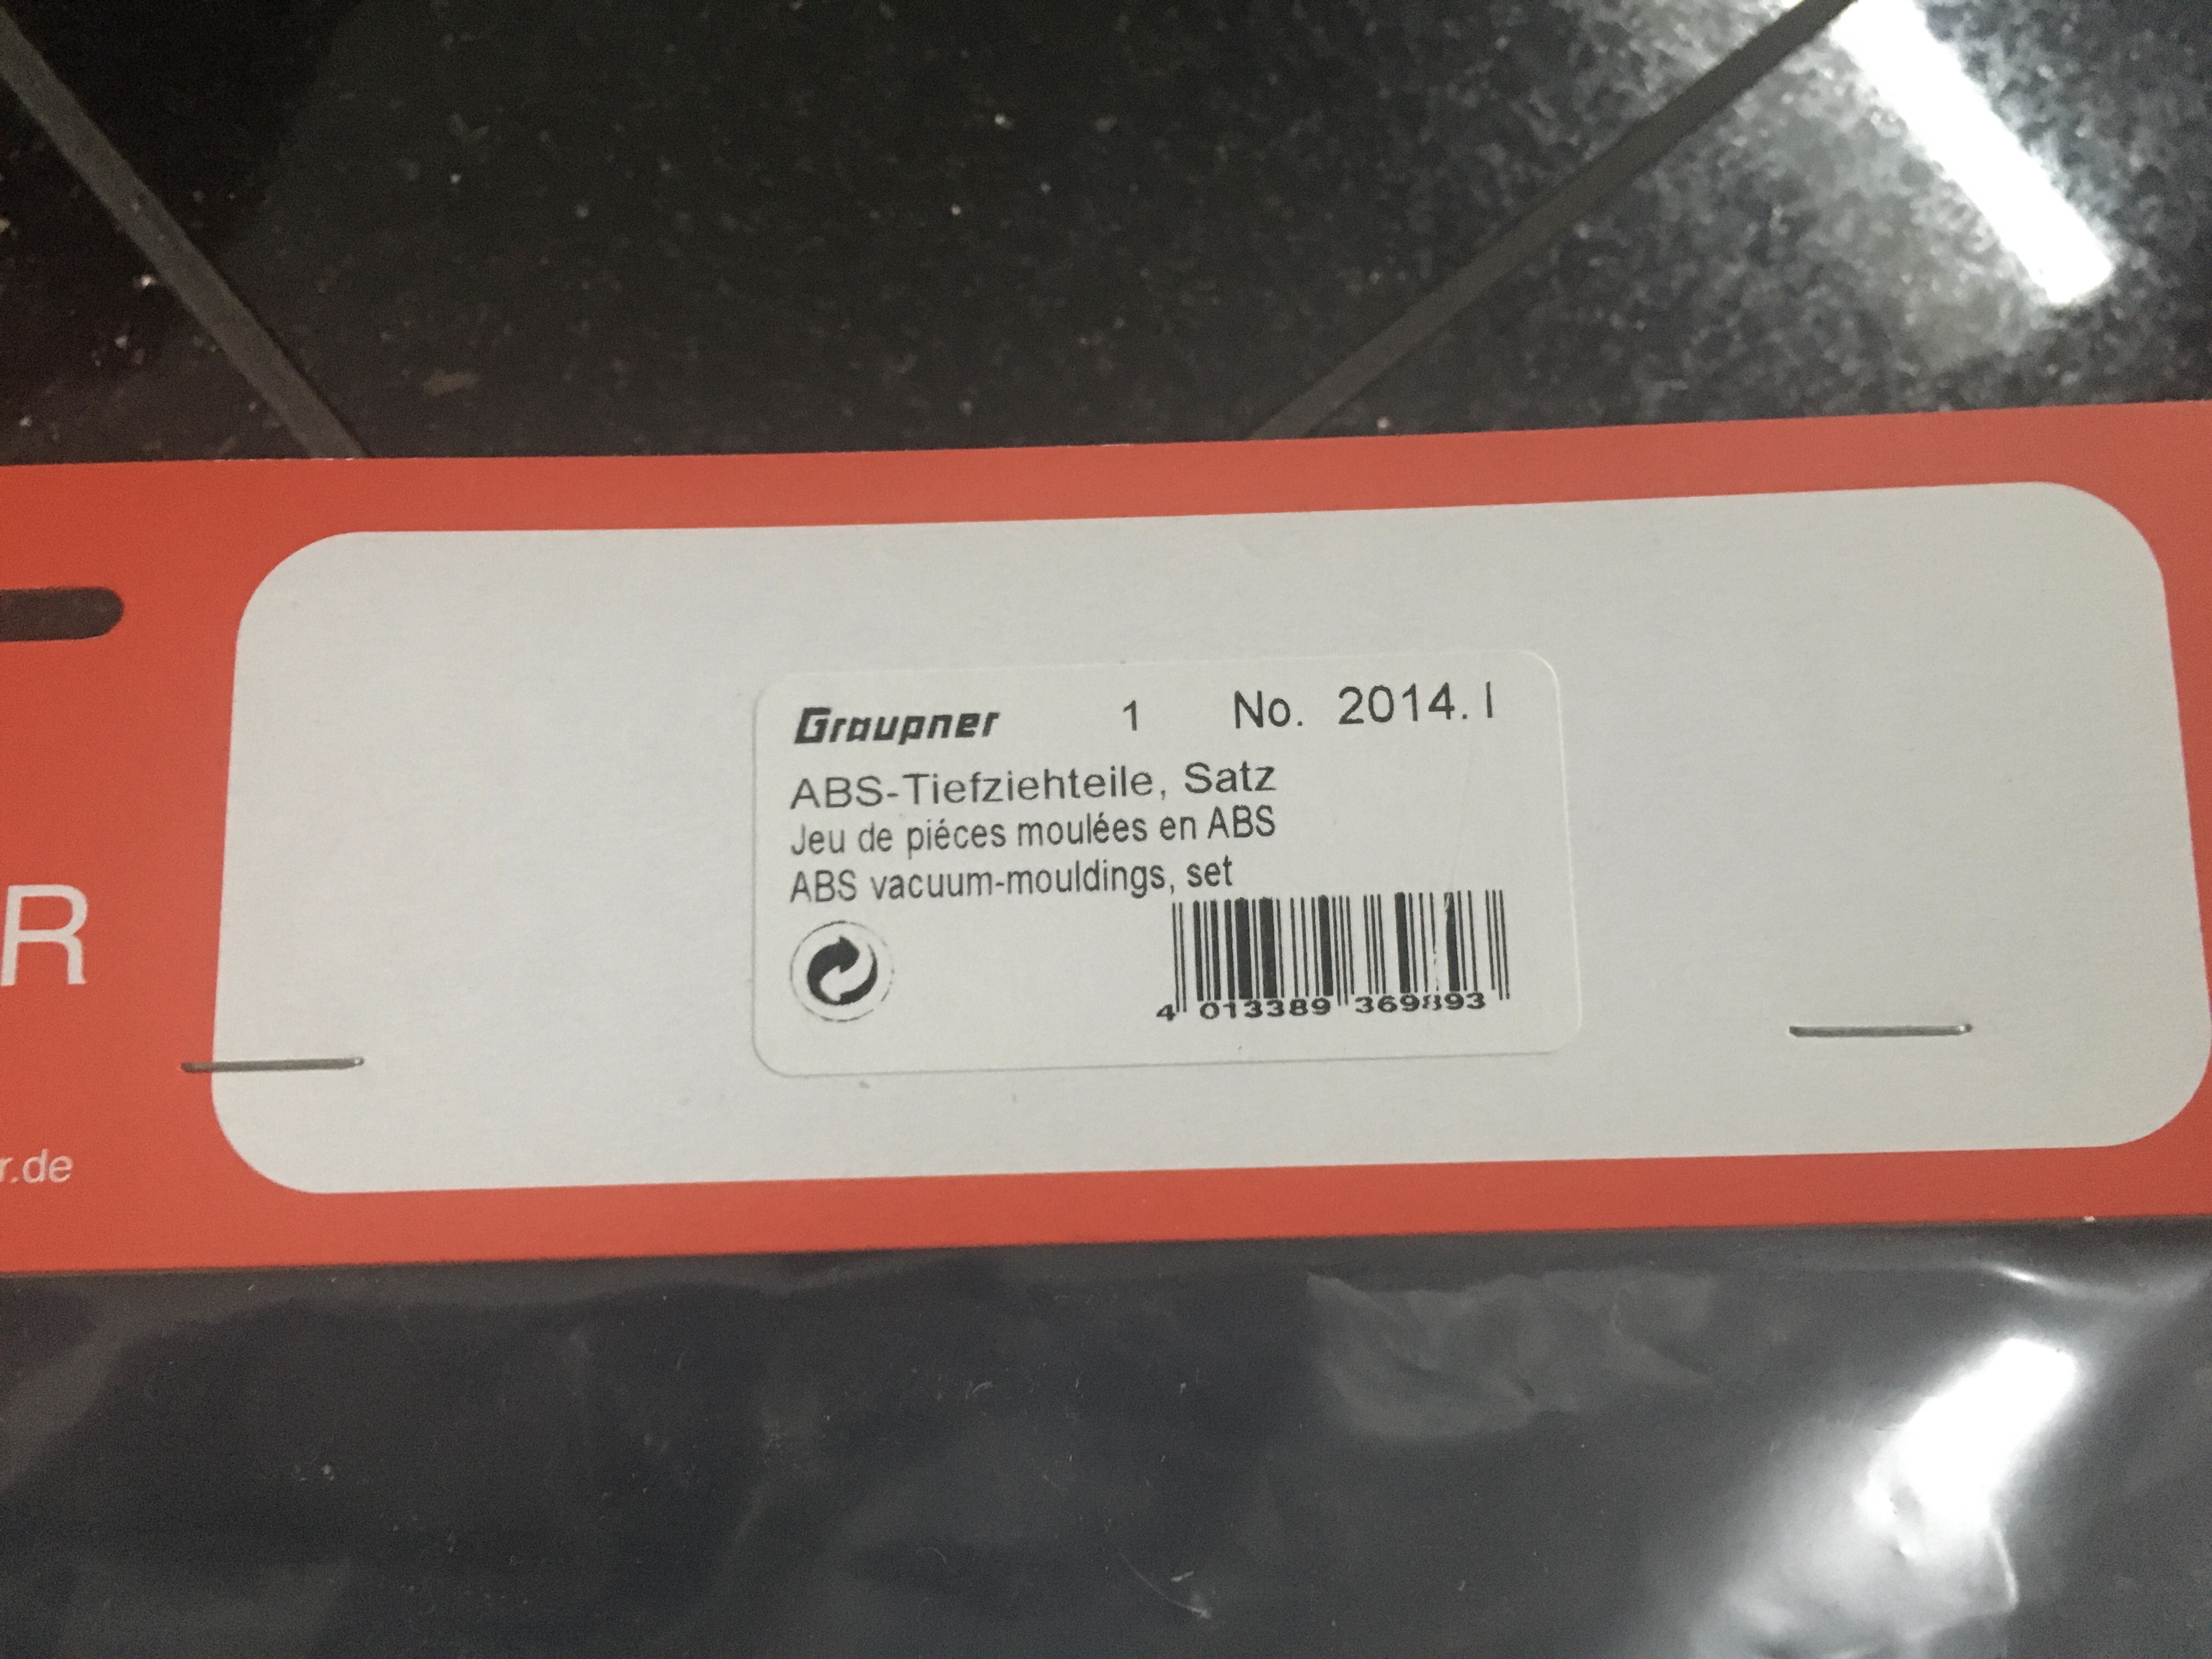 Graupner 1 No. 2014. I
ABS-Tiefziehteile, Satz
Jeu de piéces moulées en ABS
ABS vacuum-mouldings, set
4 013389 369893
R
r.de